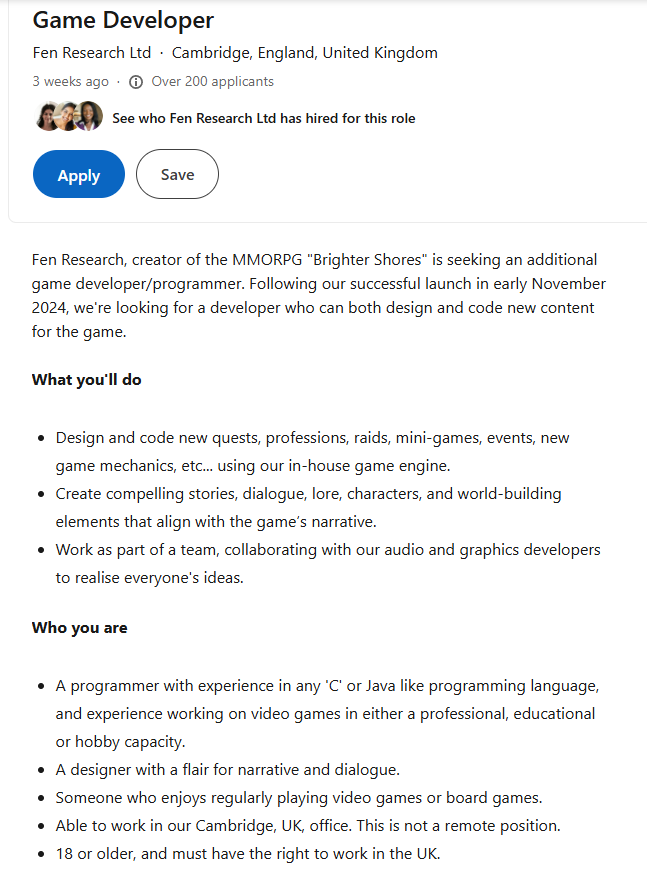 Game Developer
Fen Research Ltd · Cambridge, England, United Kingdom
3 weeks ago · Over 200 applicants
See who Fen Research Ltd has hired for this role
Apply Save
Fen Research, creator of the MMORPG "Brighter Shores" is seeking an additional
game developer/programmer. Following our successful launch in early November
2024, we're looking for a developer who can both design and code new content
for the game.
What you'll do
• Design and code new quests, professions, raids, mini-games, events, new
game mechanics, etc... using our in-house game engine.
• Create compelling stories, dialogue, lore, characters, and world-building
elements that align with the game’s narrative.
• Work as part of a team, collaborating with our audio and graphics developers
to realise everyone's ideas.
Who you are
• A programmer with experience in any 'C' or Java like programming language,
and experience working on video games in either a professional, educational
or hobby capacity.
• A designer with a flair for narrative and dialogue.
• Someone who enjoys regularly playing video games or board games.
• Able to work in our Cambridge, UK, office. This is not a remote position.
• 18 or older, and must have the right to work in the UK.